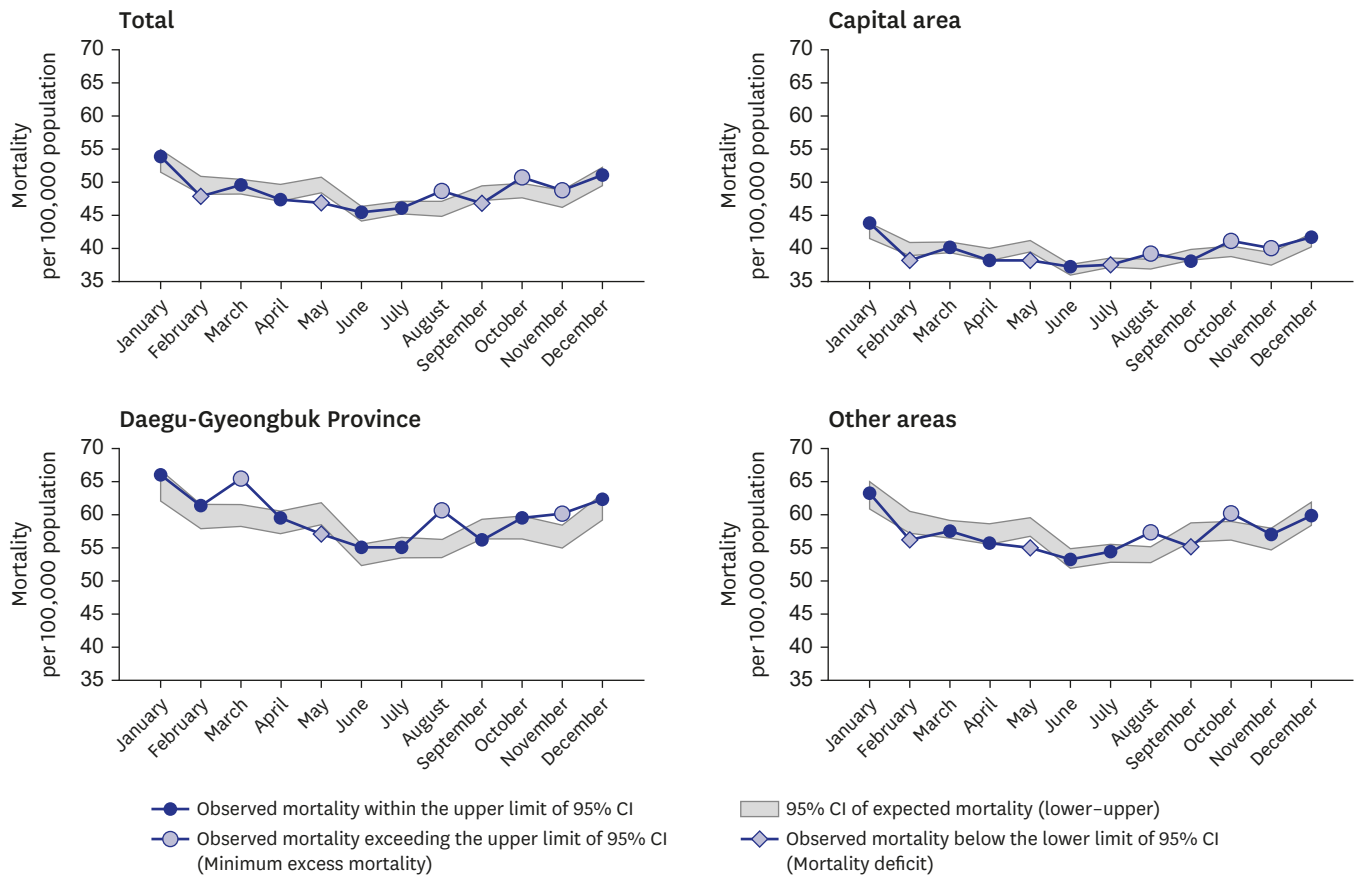 Total
Mortality
per 100,000 population
70
65
60
55
50
45
40
35
January
February
March
April
May
June
July
August
September
October
November
December
Capital area
Mortality
per 100,000 population
70
65
60
55
50
45
40
35
January
February
March
April
May
June
July
August
September
October
November
December
Daegu-Gyeongbuk Province
Mortality
per 100,000 population
70
65
60
55
50
45
40
35
January
February
March
April
May
June
July
August
September
October
November
December
Other areas
Mortality
per 100,000 population
70
65
60
55
50
45
40
35
January
February
March
April
May
June
July
August
September
October
November
December
Observed mortality within the upper limit of 95% CI
Observed mortality exceeding the upper limit of 95% CI
(Minimum excess mortality)
95% CI of expected mortality (lower–upper)
Observed mortality below the lower limit of 95% CI
(Mortality deficit)